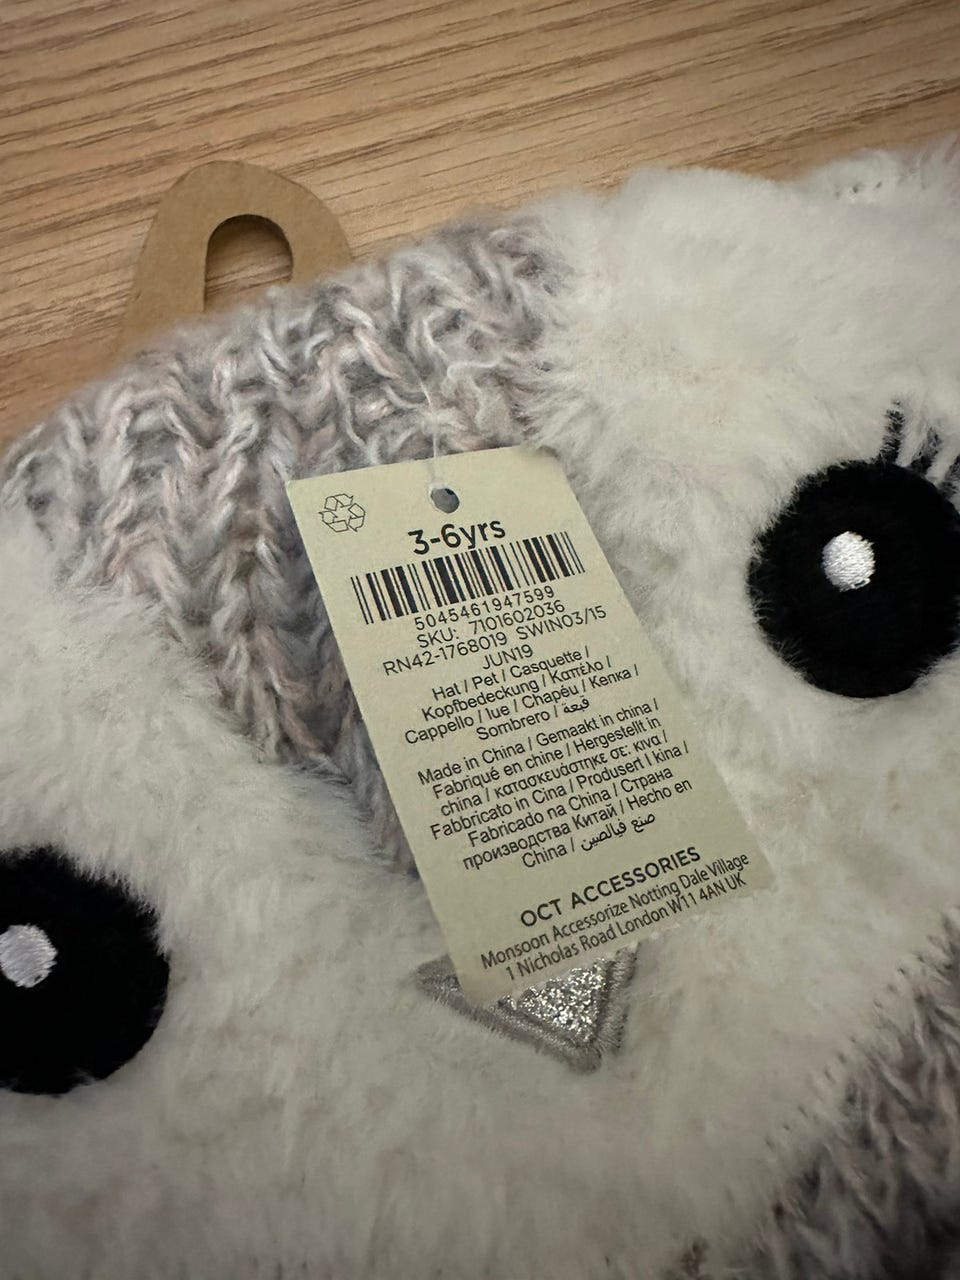 3-6yrs
5045461947599
SKU: 7101602036
RN42-1768019 SWIN03/15
JUN19
Hat / Pet / Casquette /
Kopfbedeckung / Καπέλο /
Cappello / lue / Chapéu / Кепка /
Sombrero / قبعة
Made in China / Gemaakt in china /
Fabriqué en chine / Hergestellt in
china / κατασκευάστηκε σε: κινα /
Fabbricato in Cina / Produsert I kina /
Fabricado na China / Страна
производства Китай / Hecho en
China / صنع فيالصين
OCT ACCESSORIES
Monsoon Accessorize Notting Dale Village
1 Nicholas Road London W11 4AN UK